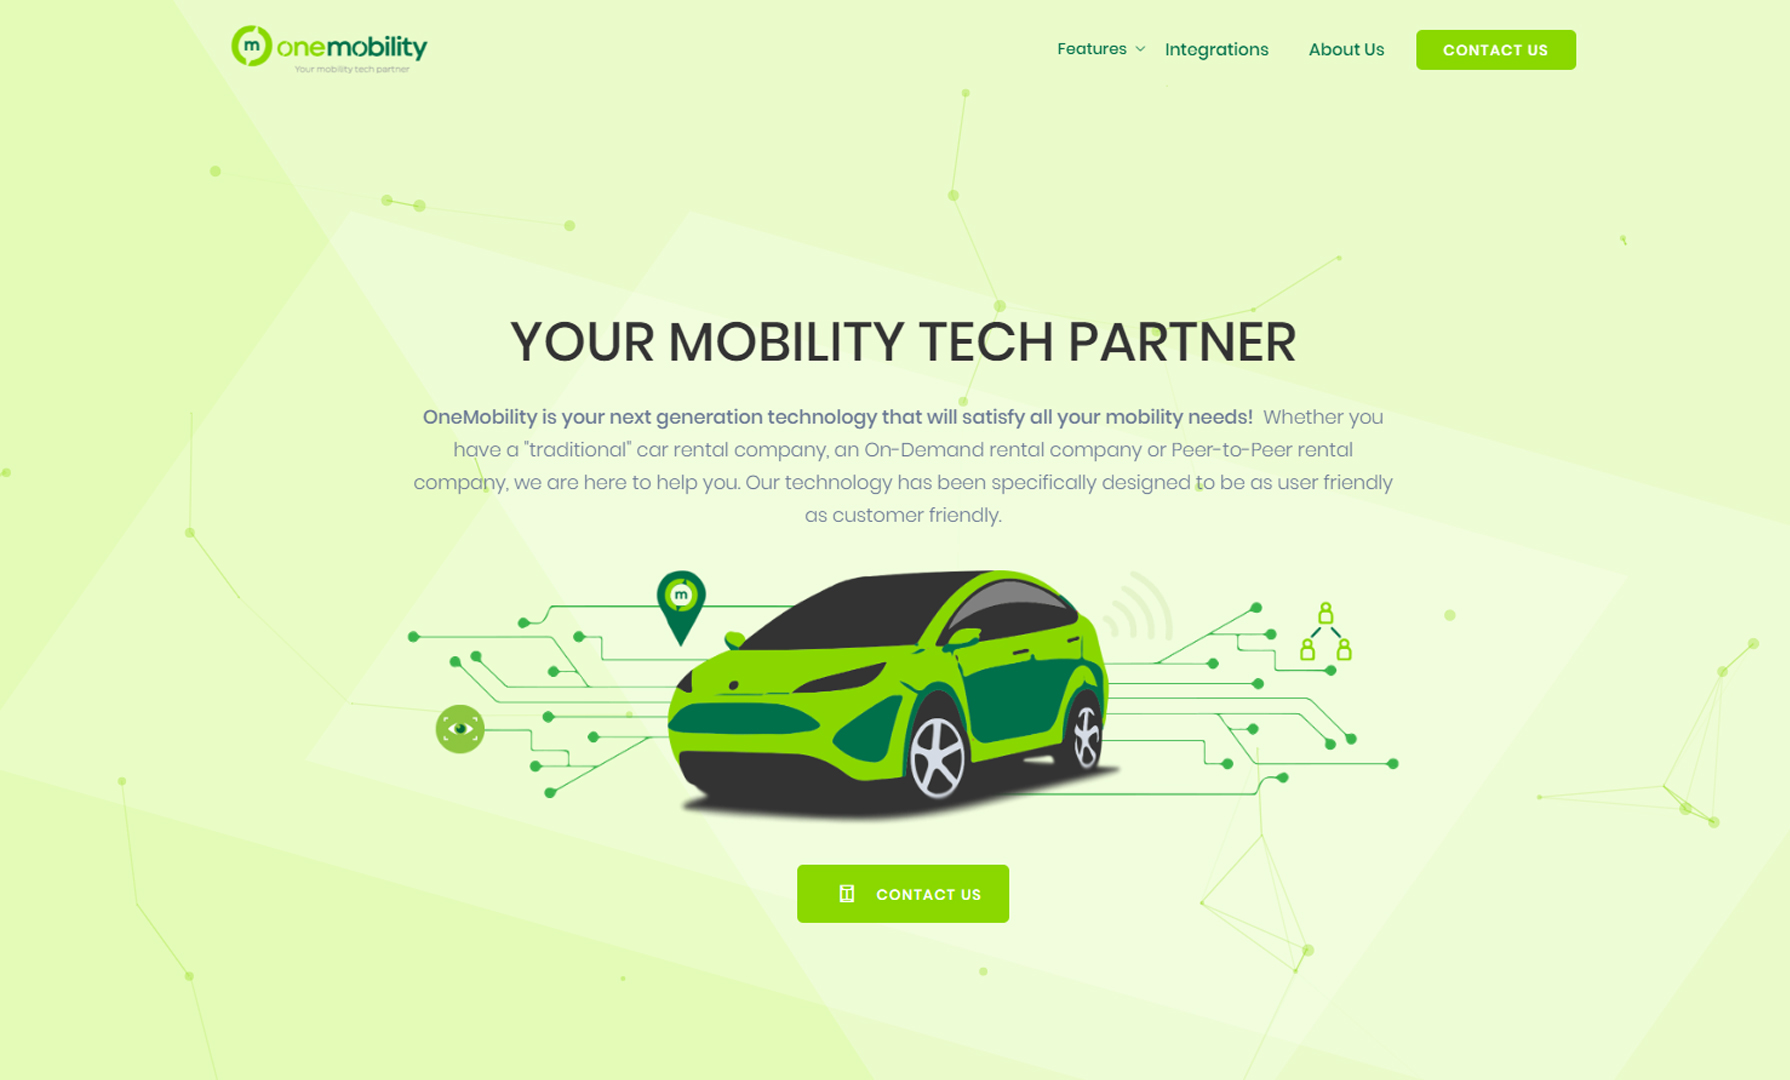 m onemobility
Your mobility tech partner
Features
Integrations
About Us
CONTACT US
YOUR MOBILITY TECH PARTNER
OneMobility is your next generation technology that will satisfy all your mobility needs! Whether you
have a "traditional" car rental company, an On-Demand rental company or Peer-to-Peer rental
company, we are here to help you. Our technology has been specifically designed to be as user friendly
as customer friendly.
m
CONTACT US